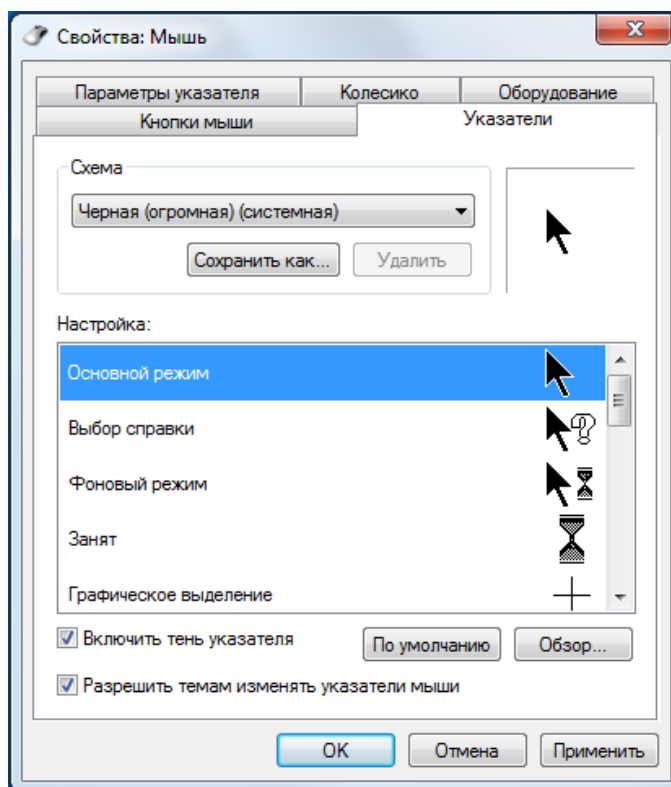 Свойства: Мышь
Параметры указателя
Колесико
Оборудование
Кнопки мыши
Указатели
Схема
Черная (огромная) (системная)
Сохранить как...
Удалить
Настройка:
Основной режим
Выбор справки
Фоновый режим
Занят
Графическое выделение
Включить тень указателя
По умолчанию
Обзор...
Разрешить темам изменять указатели мыши
OK
Отмена
Применить